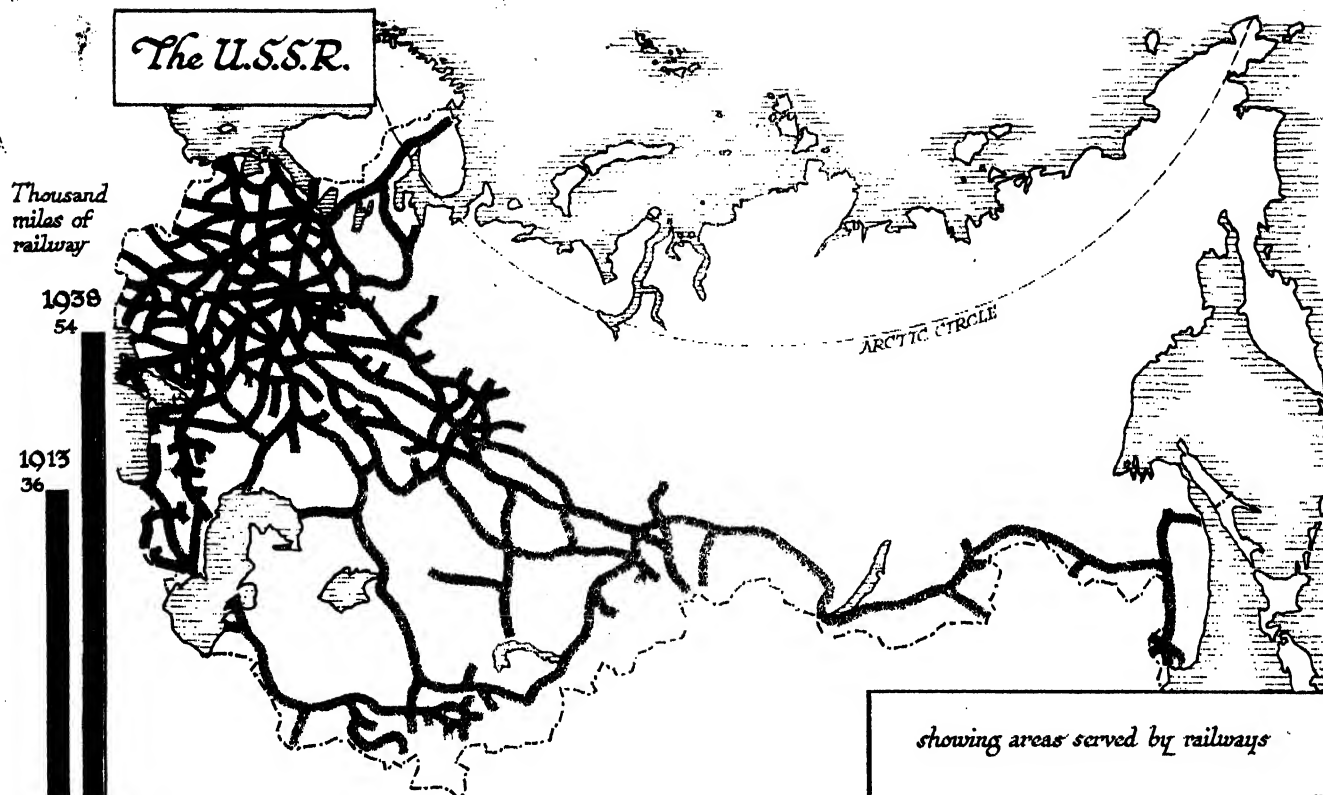 The U.S.S.R.
Thousand
miles of
railway
1938
54
1913
36
ARCTIC CIRCLE
showing areas served by railways